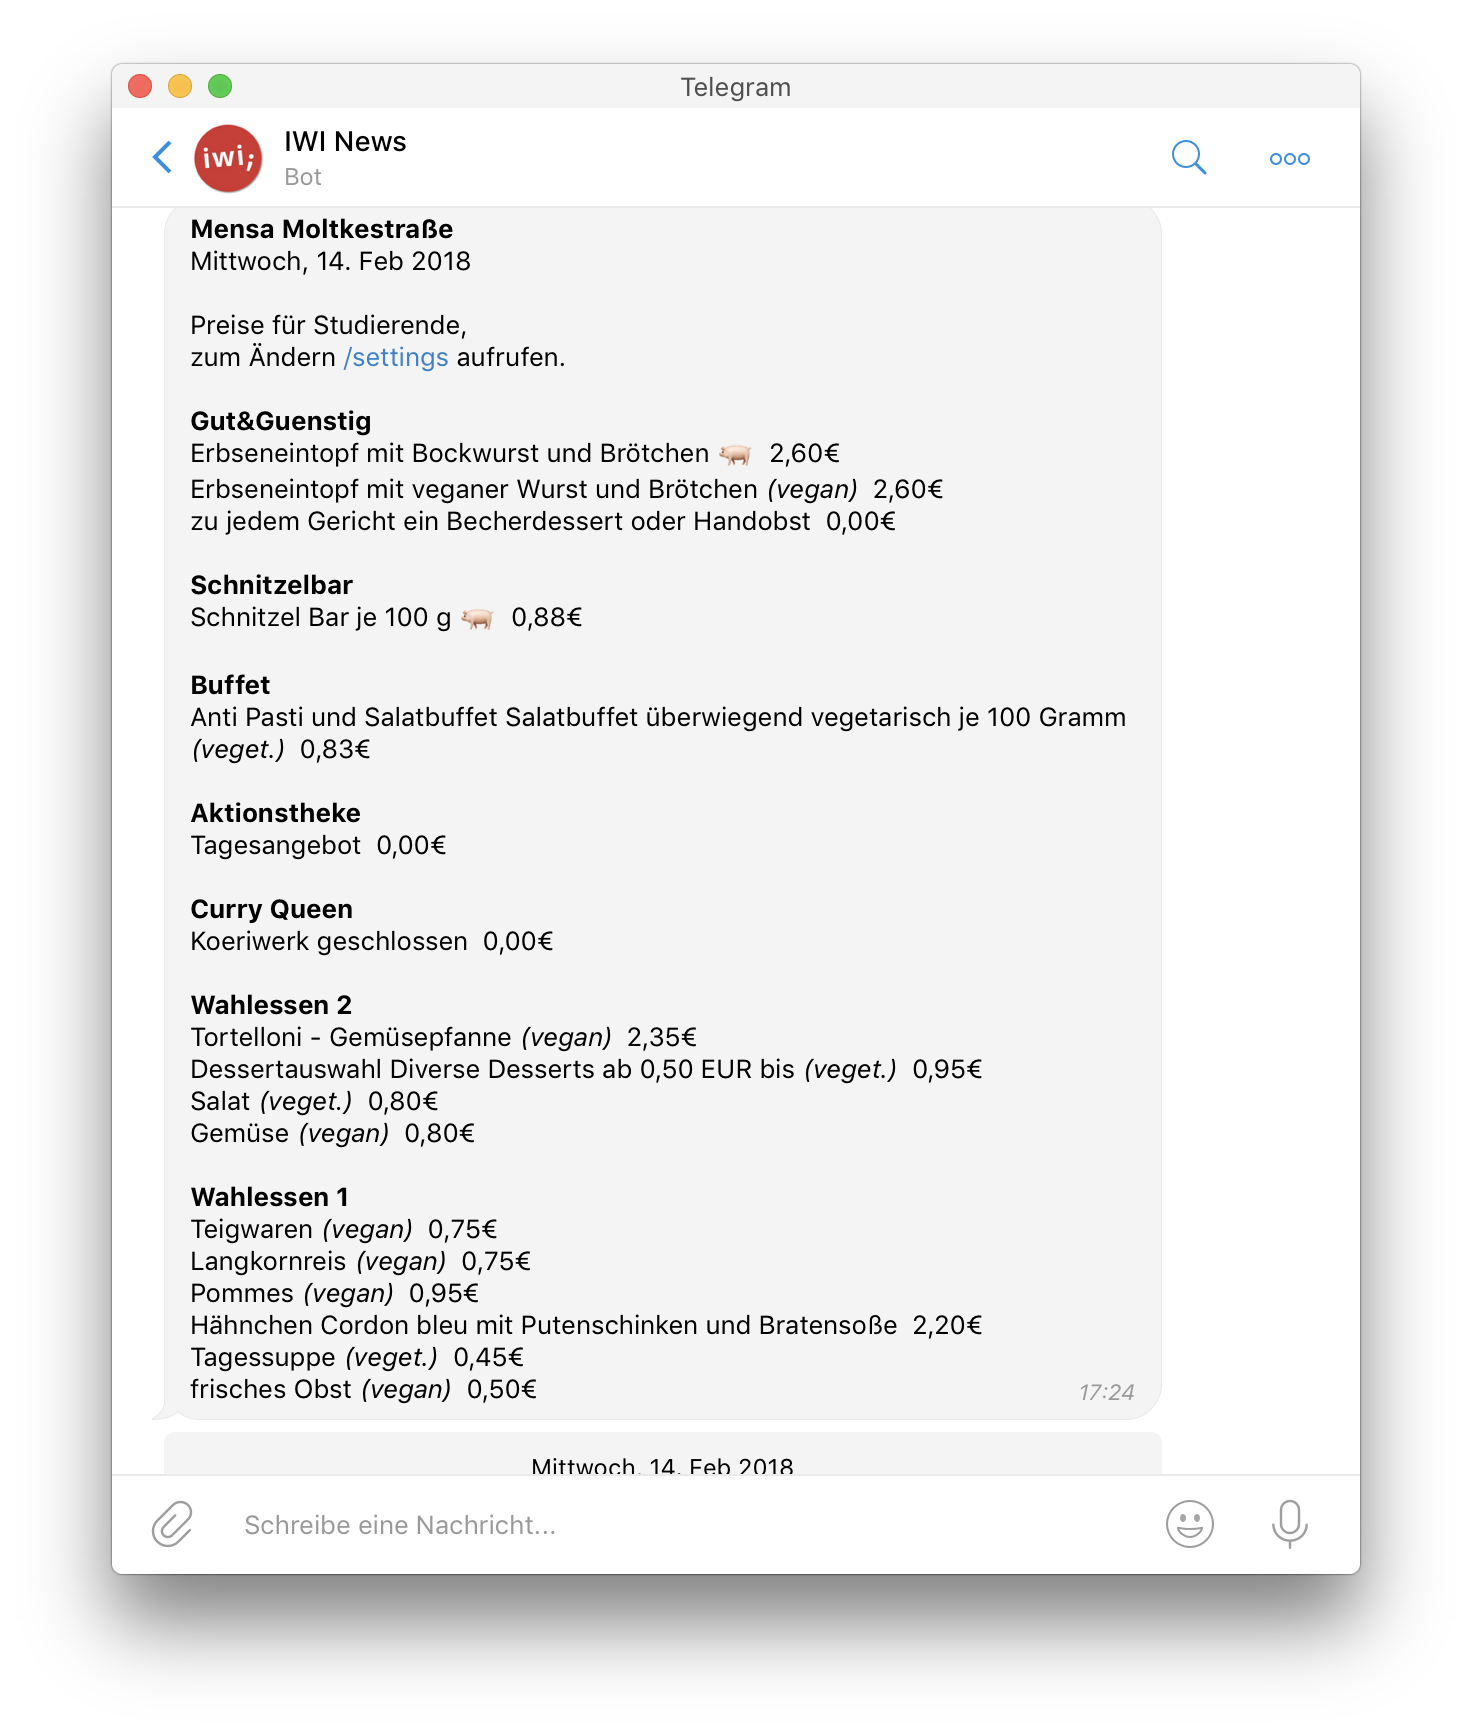 Telegram
iwi;
IWI News
Bot
Mensa Moltkestraße
Mittwoch, 14. Feb 2018
Preise für Studierende,
zum Ändern /settings aufrufen.
Gut&Guenstig
Erbseneintopf mit Bockwurst und Brötchen 🐖 2,60€
Erbseneintopf mit veganer Wurst und Brötchen (vegan) 2,60€
zu jedem Gericht ein Becherdessert oder Handobst 0,00€
Schnitzelbar
Schnitzel Bar je 100 g 🐖 0,88€
Buffet
Anti Pasti und Salatbuffet Salatbuffet überwiegend vegetarisch je 100 Gramm
(veget.) 0,83€
Aktionstheke
Tagesangebot 0,00€
Curry Queen
Koeriwerk geschlossen 0,00€
Wahlessen 2
Tortelloni - Gemüsepfanne (vegan) 2,35€
Dessertauswahl Diverse Desserts ab 0,50 EUR bis (veget.) 0,95€
Salat (veget.) 0,80€
Gemüse (vegan) 0,80€
Wahlessen 1
Teigwaren (vegan) 0,75€
Langkornreis (vegan) 0,75€
Pommes (vegan) 0,95€
Hähnchen Cordon bleu mit Putenschinken und Bratensoße 2,20€
Tagessuppe (veget.) 0,45€
frisches Obst (vegan) 0,50€
17:24
Mittwoch, 14. Feb 2018
Schreibe eine Nachricht...